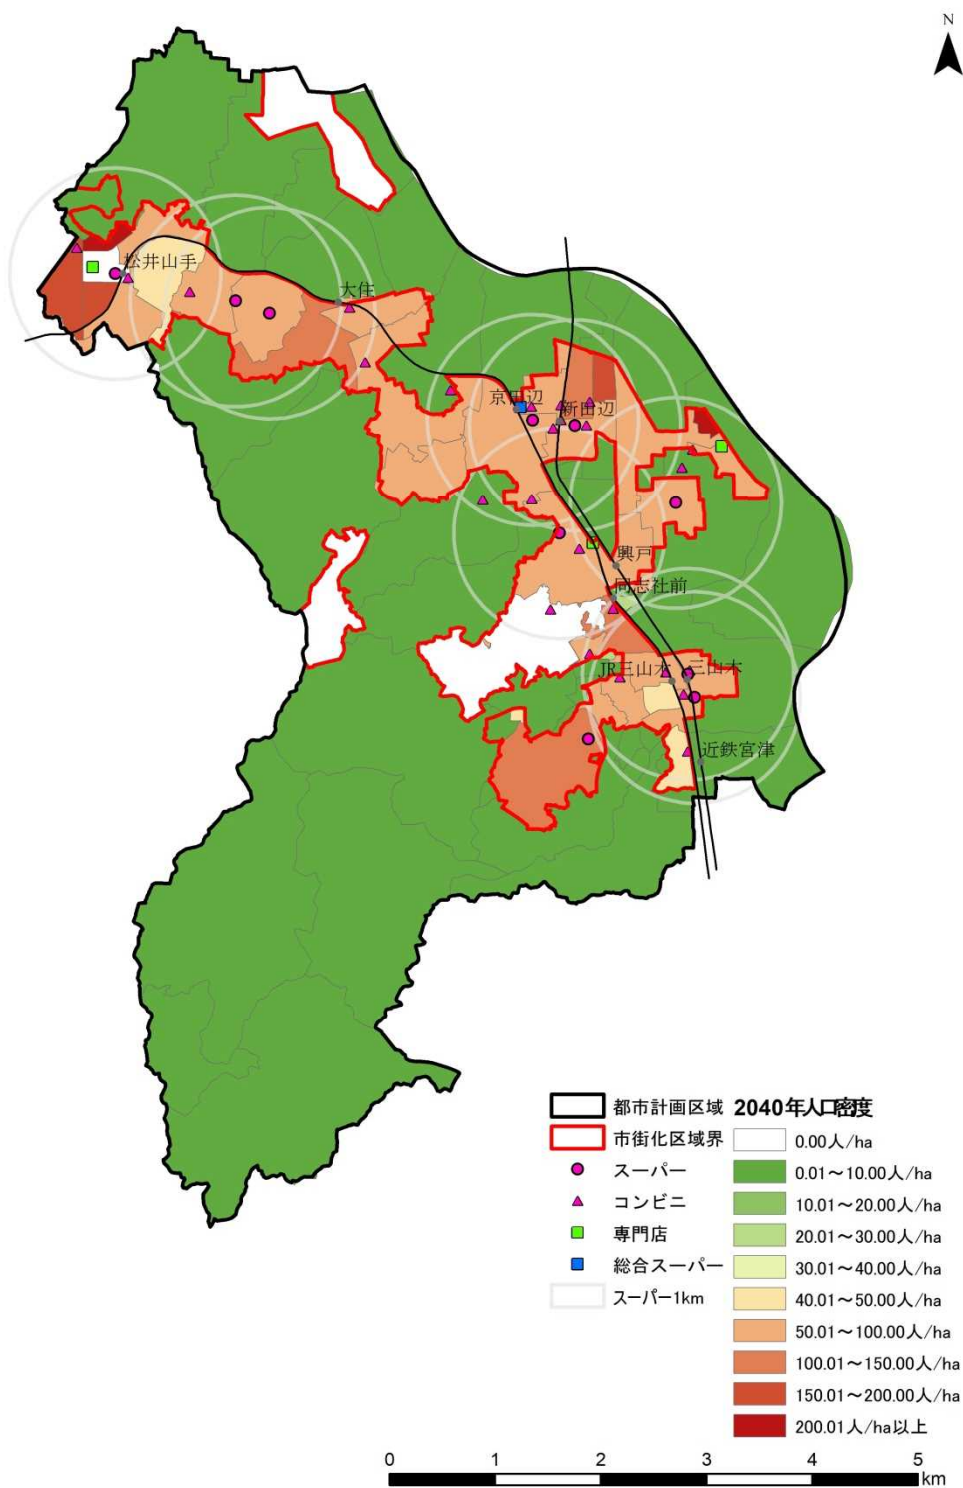 N
松井山手
大住
京田辺
新田辺
興戸
同志社前
JR三山木
三山木
近鉄宮津
都市計画区域
市街化区域界
スーパー
コンビニ
専門店
総合スーパー
スーパー1km
2040年人口密度
0.00人/ha
0.01～10.00人/ha
10.01～20.00人/ha
20.01～30.00人/ha
30.01～40.00人/ha
40.01～50.00人/ha
50.01～100.00人/ha
100.01～150.00人/ha
150.01～200.00人/ha
200.01人/ha以上
0 1 2 3 4 5
km